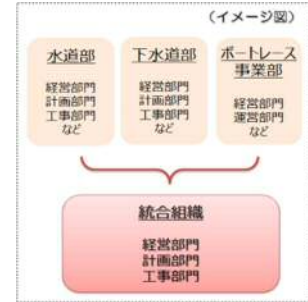 (イメージ図)
水道部
経営部門
計画部門
工事部門
など
下水道部
経営部門
計画部門
工事部門
など
ボートレース
事業部
経営部門
運営部門
など
統合組織
経営部門
計画部門
工事部門